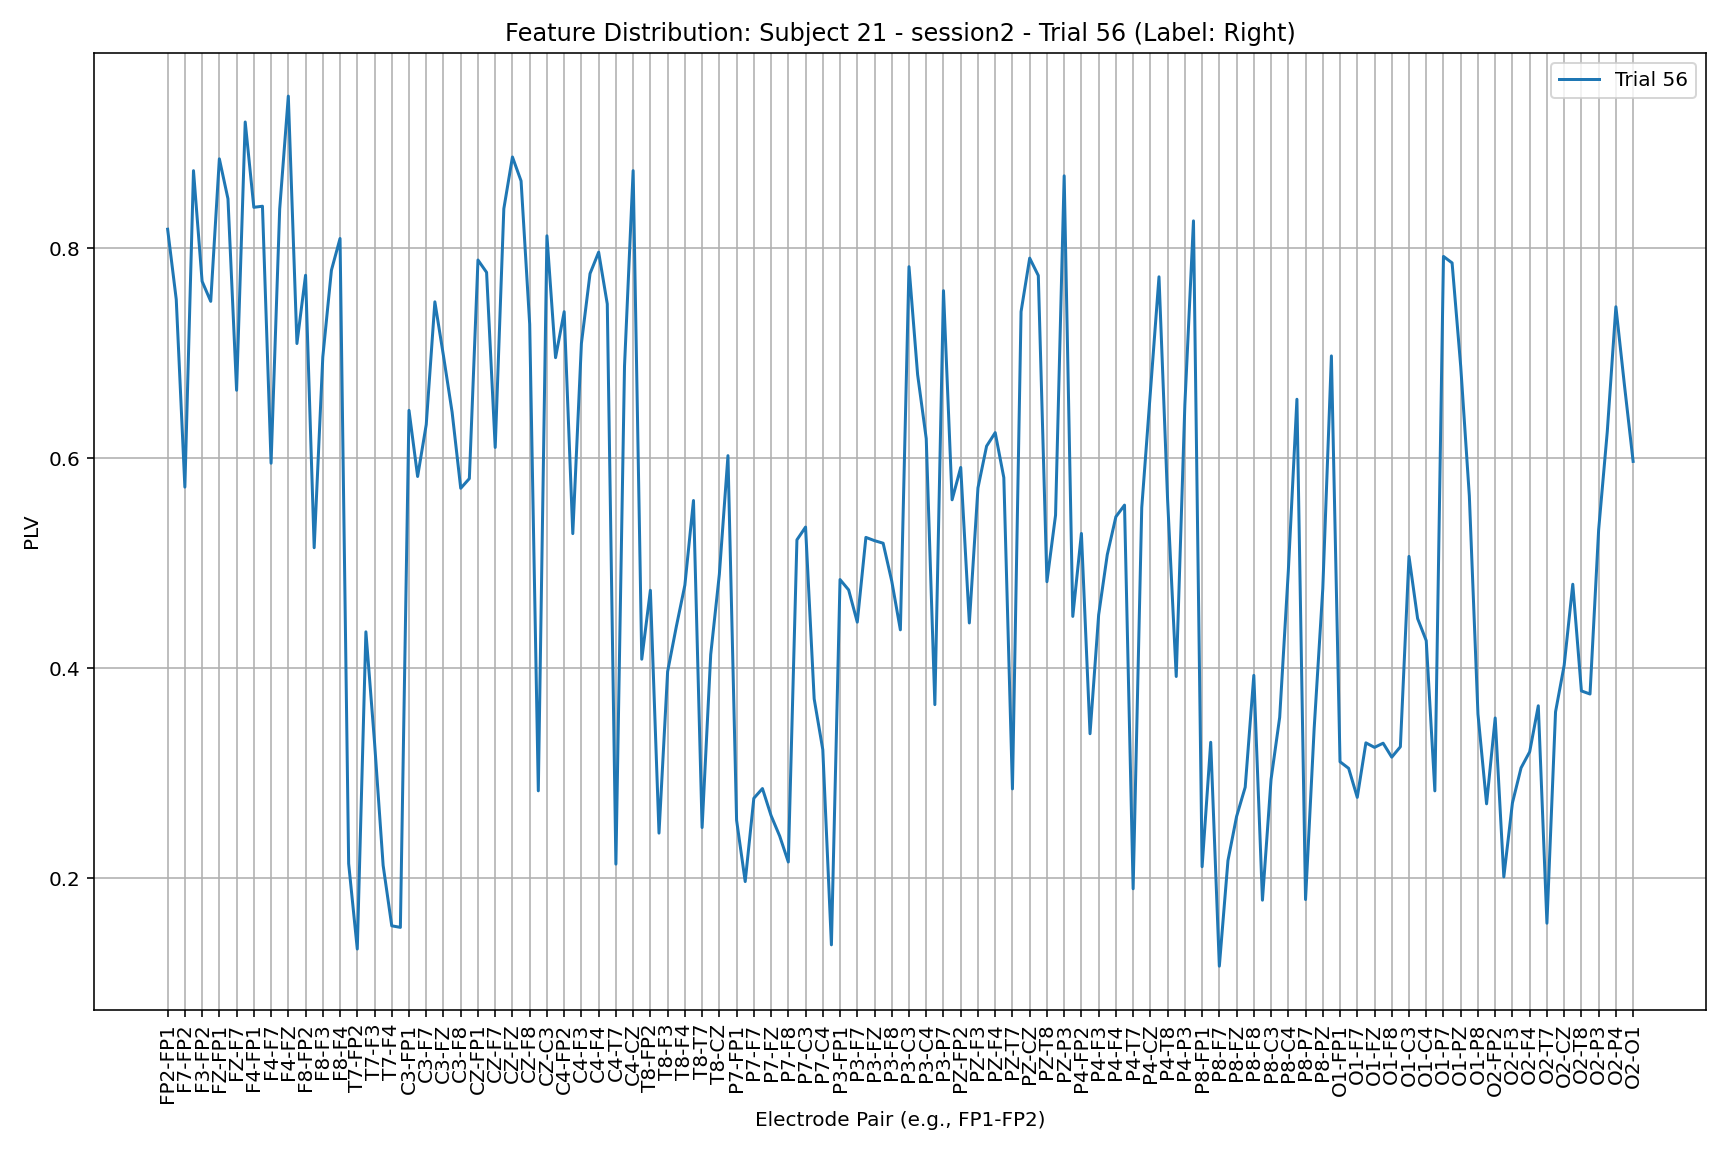 Feature Distribution: Subject 21 - session2 - Trial 56 (Label: Right)
Trial 56
PLV
0.8
0.6
0.4
0.2
FP2-FP1
F7-FP2
F3-FP2
FZ-FP1
FZ-F7
F4-FP1
F4-F7
F4-FZ
F8-FP2
F8-F3
F8-F4
T7-FP2
T7-F3
T7-F4
C3-FP1
C3-F7
C3-FZ
C3-F8
CZ-FP1
CZ-F7
CZ-FZ
CZ-F8
CZ-C3
C4-FP2
C4-F3
C4-F4
C4-T7
C4-CZ
T8-FP2
T8-F3
T8-F4
T8-T7
T8-CZ
P7-FP1
P7-F7
P7-FZ
P7-F8
P7-C3
P7-C4
P3-FP1
P3-F7
P3-FZ
P3-F8
P3-C3
P3-C4
P3-P7
PZ-FP2
PZ-F3
PZ-F4
PZ-T7
PZ-CZ
PZ-T8
PZ-P3
P4-FP2
P4-F3
P4-F4
P4-T7
P4-CZ
P4-T8
P4-P3
P8-FP1
P8-F7
P8-FZ
P8-F8
P8-C3
P8-C4
P8-P7
P8-PZ
O1-FP1
O1-F7
O1-FZ
O1-F8
O1-C3
O1-C4
O1-P7
O1-PZ
O1-P8
O2-FP2
O2-F3
O2-F4
O2-T7
O2-CZ
O2-T8
O2-P3
O2-P4
O2-O1
Electrode Pair (e.g., FP1-FP2)